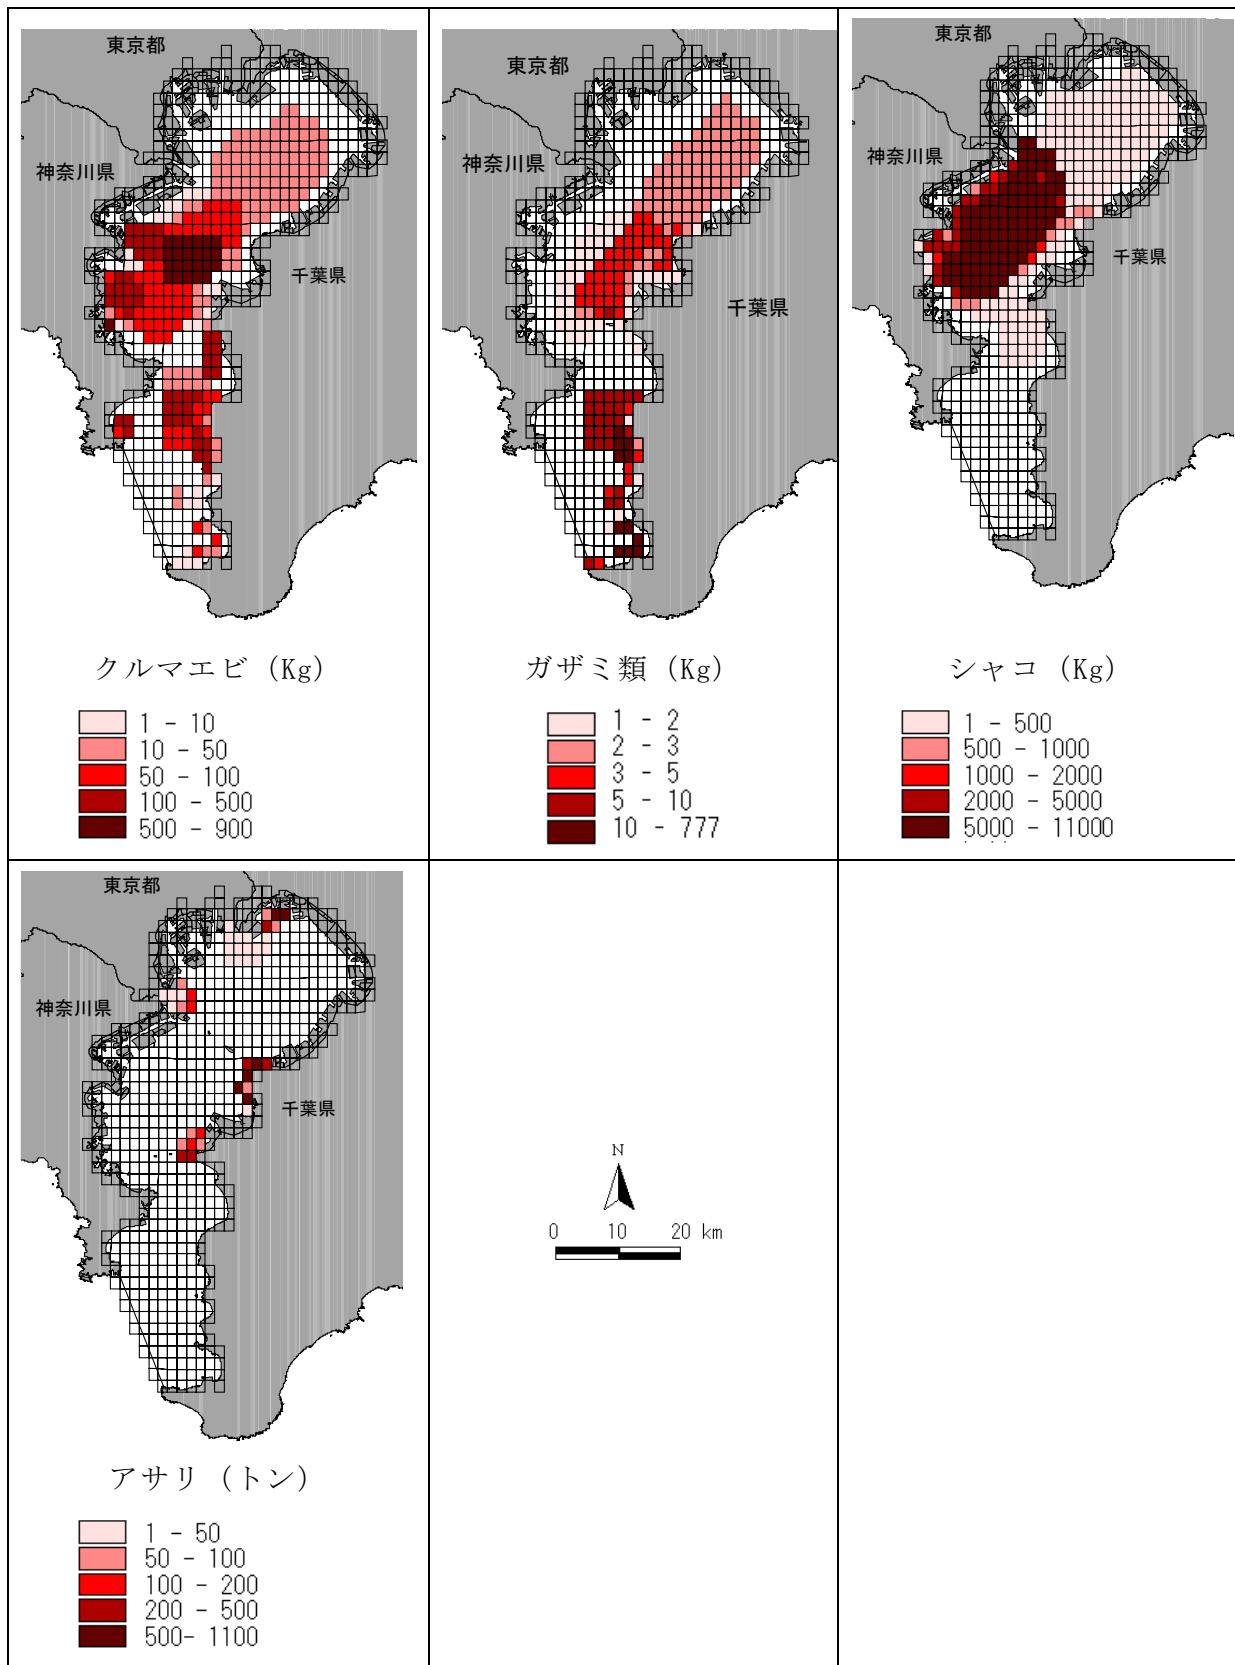 東京都
神奈川県
千葉県
クルマエビ (Kg)
1 - 10
10 - 50
50 - 100
100 - 500
500 - 900
東京都
千葉県
ガザミ類 (Kg)
1 - 2
2 - 3
3 - 5
5 - 10
10 - 777
東京都
神奈川県
千葉県
シャコ (Kg)
1 - 500
500 - 1000
1000 - 2000
2000 - 5000
5000 - 11000
東京都
神奈川県
千葉県
アサリ (トン)
1 - 50
50 - 100
100 - 200
200 - 500
500- 1100
N
0 10 20 km